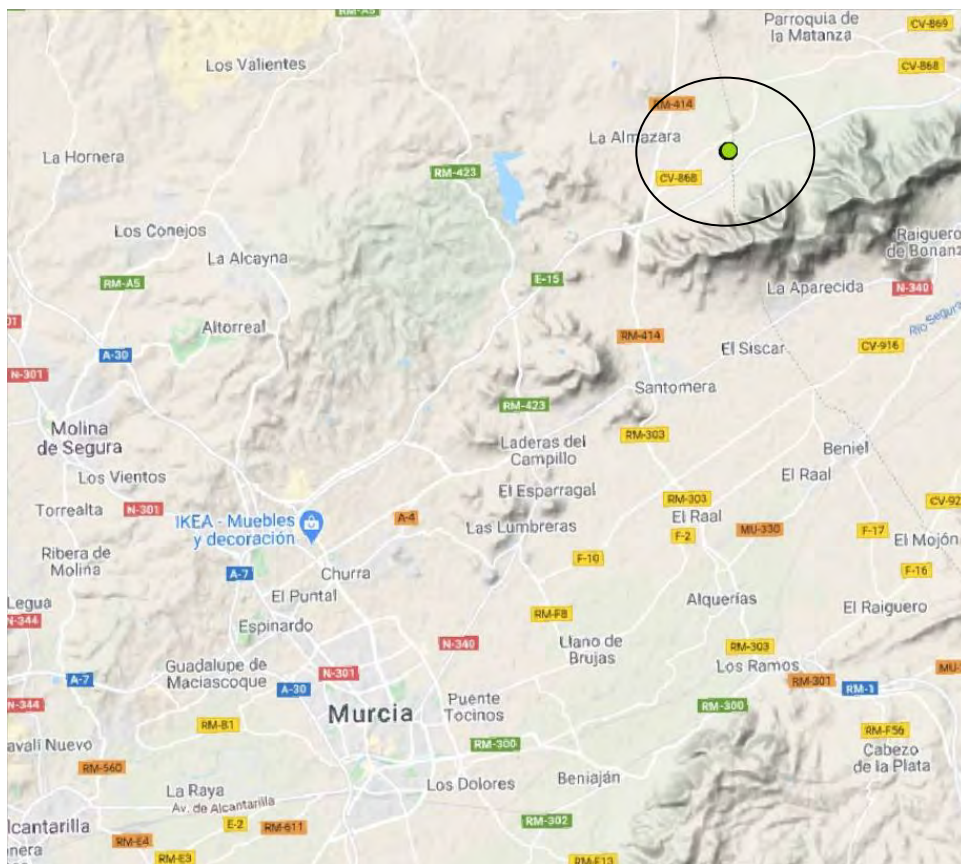 RM-A5
Parroquia de
la Matanza
CV-869
Los Valientes
CV-868
RM-414
La Almazara
La Hornera
RM-423
CV-868
Los Conejos
La Alcayna
Raiguero
de Bonanz
RM-A5
E-15
La Aparecida
N-340
Río Segura
Altorreal
01
A-30
RM-414
El Siscar
CV-916
N-301
Santomera
RM-423
Molina
de Segura
RM-303
Laderas del
Campillo
Beniel
Los Vientos
El Raal
El Esparragal
Torrealta
N-301
RM-303
CV-92
IKEA - Muebles
y decoración
A-4
Las Lumbreras
El Raal
MU-330
F-17
F-2
El Mojón
Ribera de
Molina
F-10
A-7
Churra
F-16
El Puntal
Alquerías
Legua
RM-F8
El Raiguero
N-344
Espinardo
N-340
Llano de
Brujas
RM-303
Guadalupe de
Maciascoque
N-301
Los Ramos
MU-
A-7
A-30
RM-301
RM-1
N-344
Puente
Tocinos
RM-300
Murcia
RM-B1
RM-F56
avalí Nuevo
RM-300
Cabezo
de la Plata
RM-560
Beniaján
La Raya
Los Dolores
Av. de Alcantarilla
lcantarilla
E-2
RM-611
RM-302
RM-E4
nera
RM-E3
RM-F13